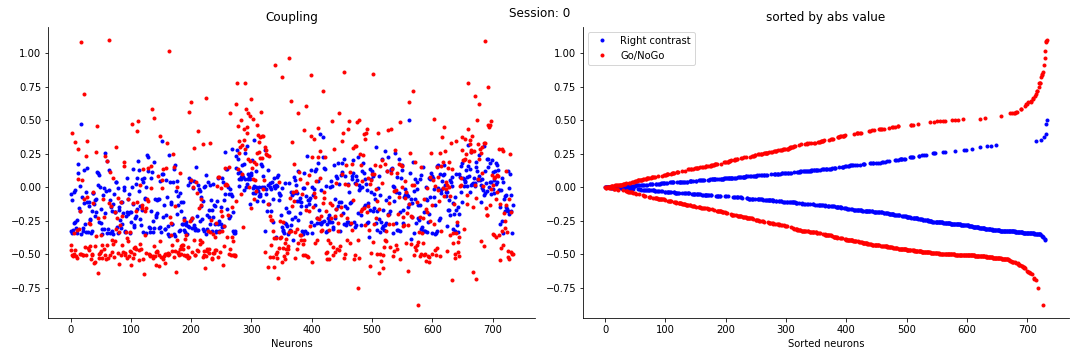 Session: 0
Coupling
sorted by abs value
1.00
0.75
0.50
0.25
0.00
−0.25
−0.50
−0.75
0 100 200 300 400 500 600 700
Neurons
Right contrast
Go/NoGo
1.00
0.75
0.50
0.25
0.00
−0.25
−0.50
−0.75
0 100 200 300 400 500 600 700
Sorted neurons